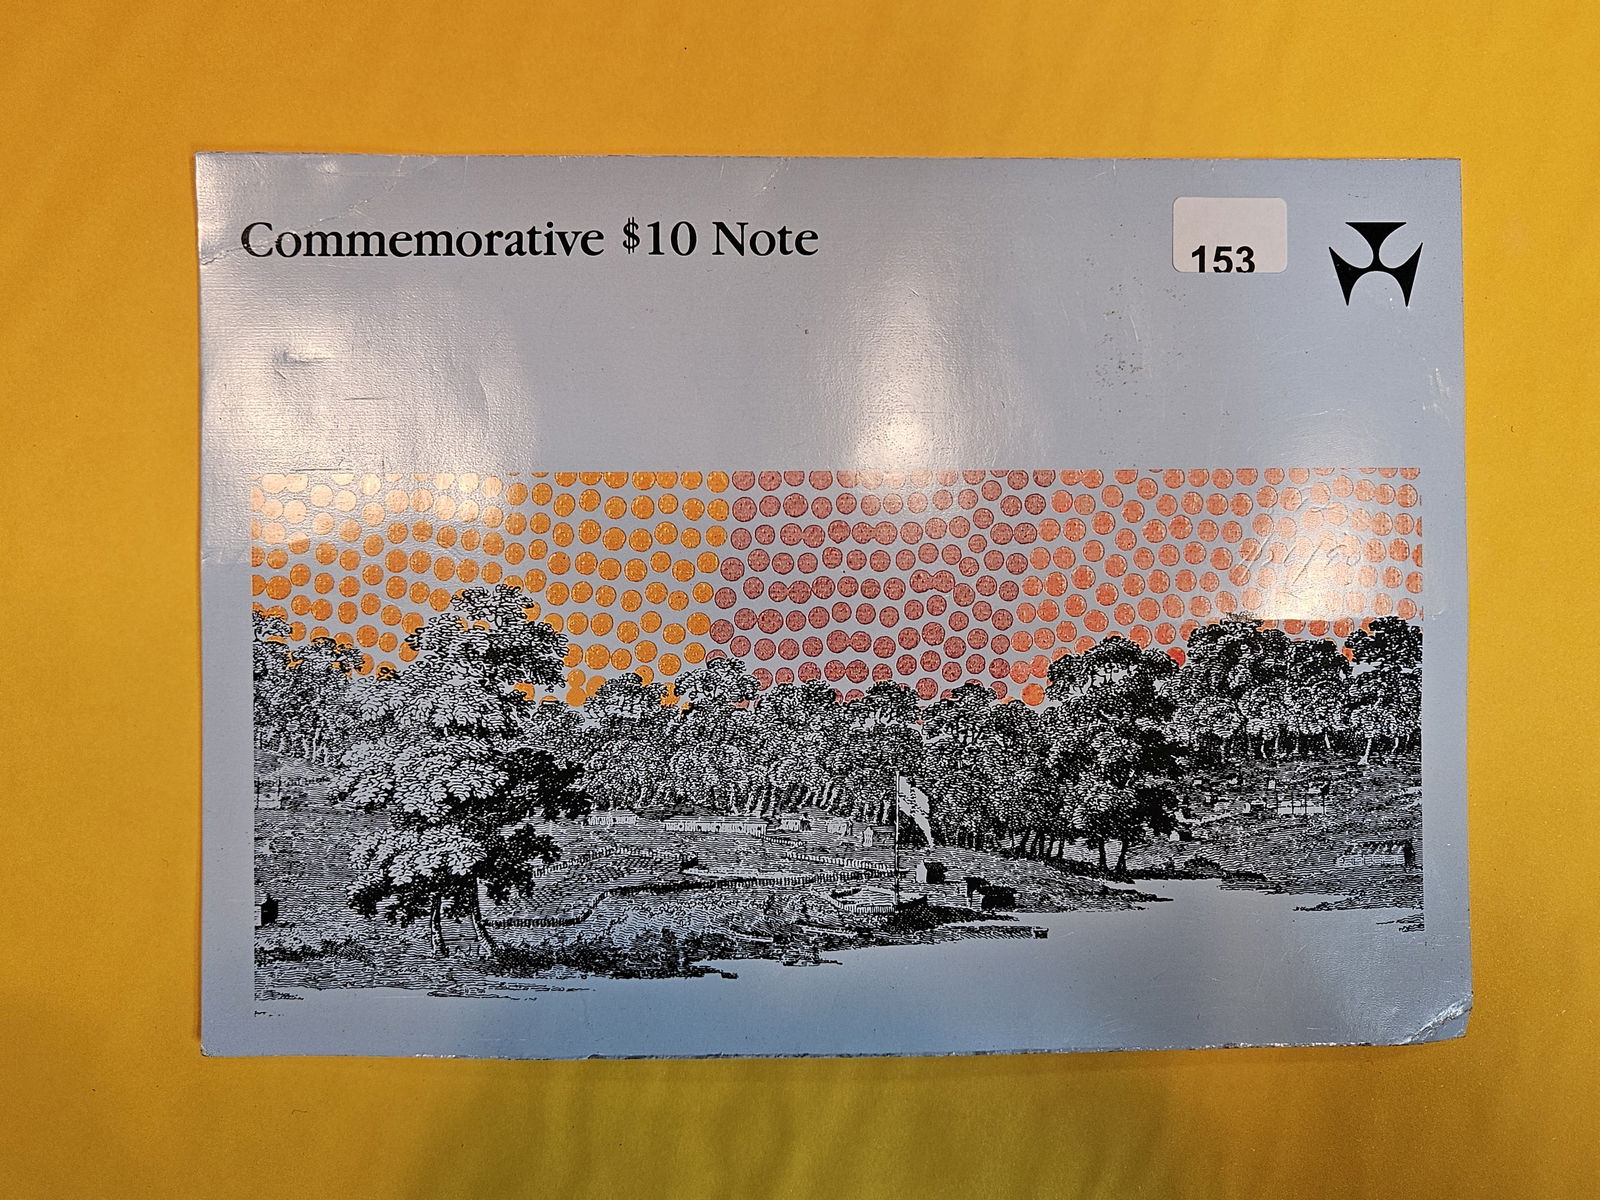 Commemorative $10 Note
153